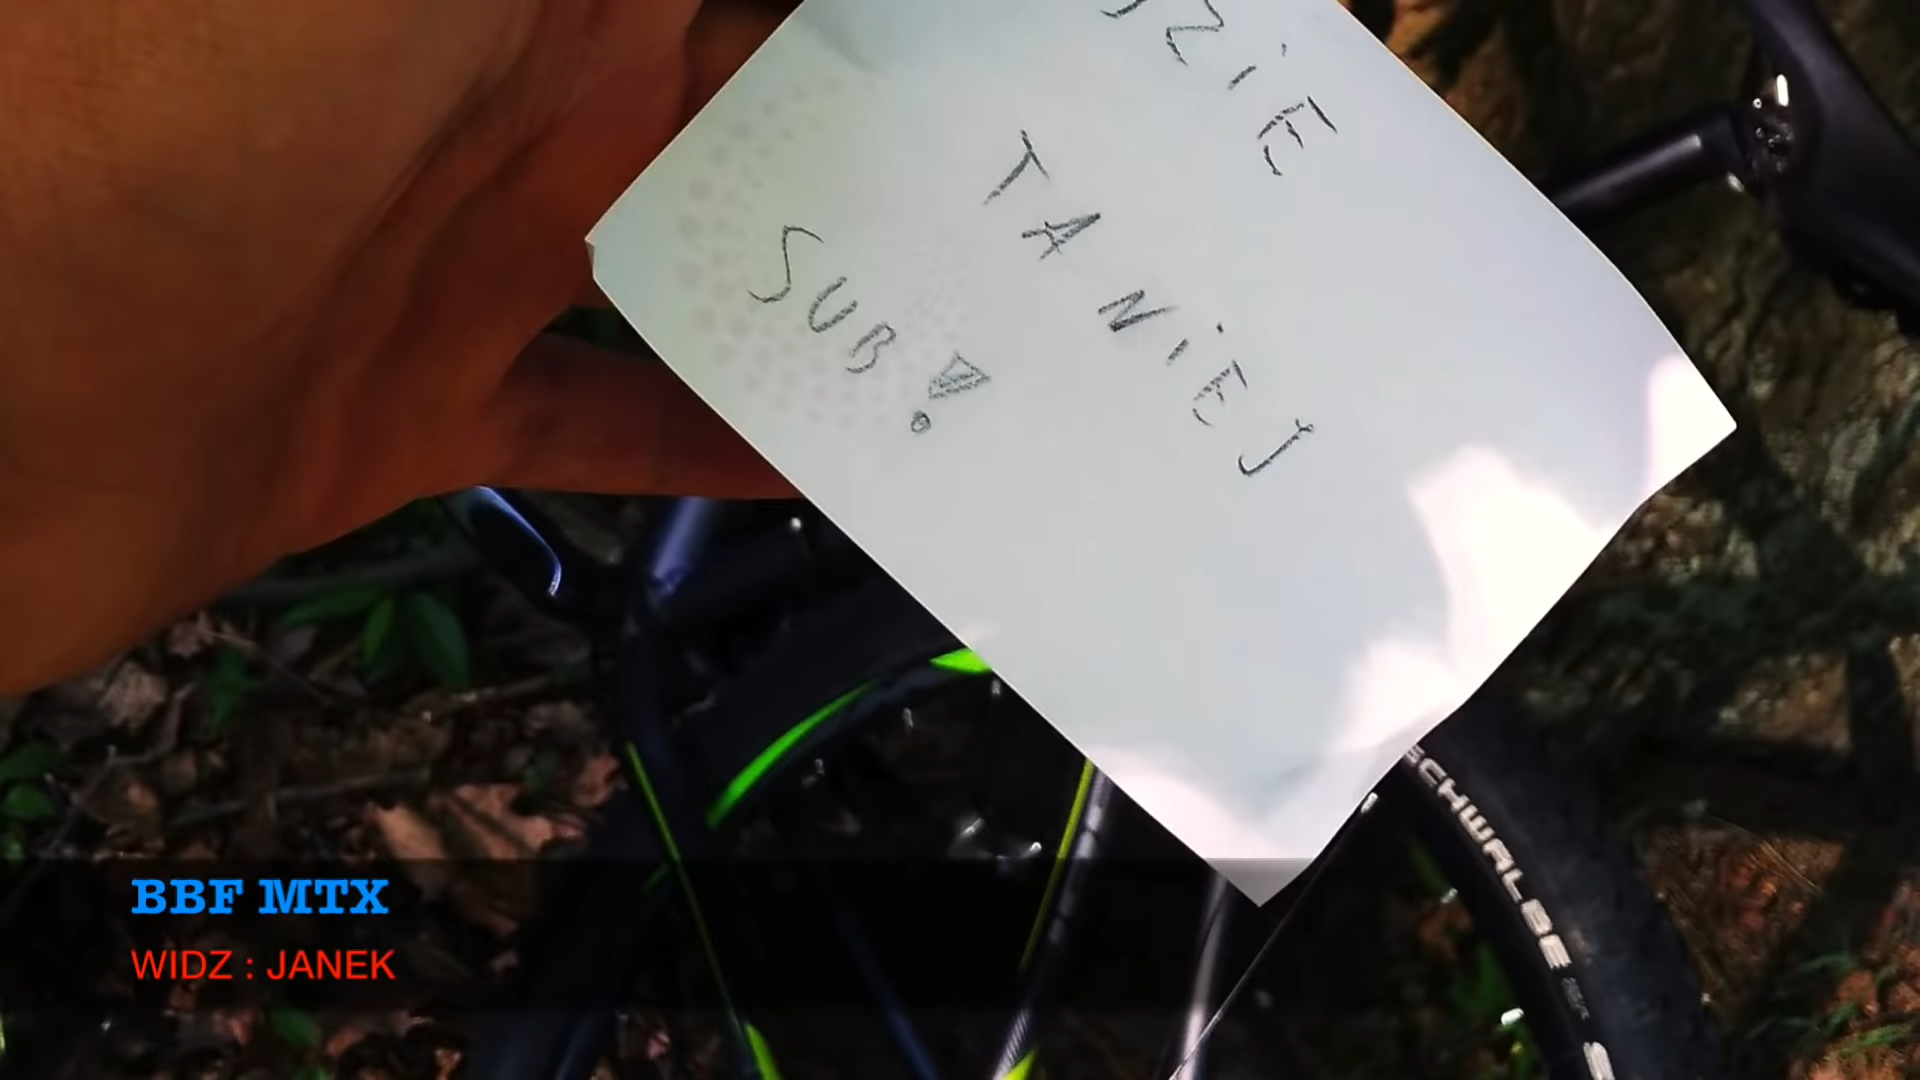 TANiEJ
SUB!
SCHWALBE
BBF MTX
WIDZ : JANEK